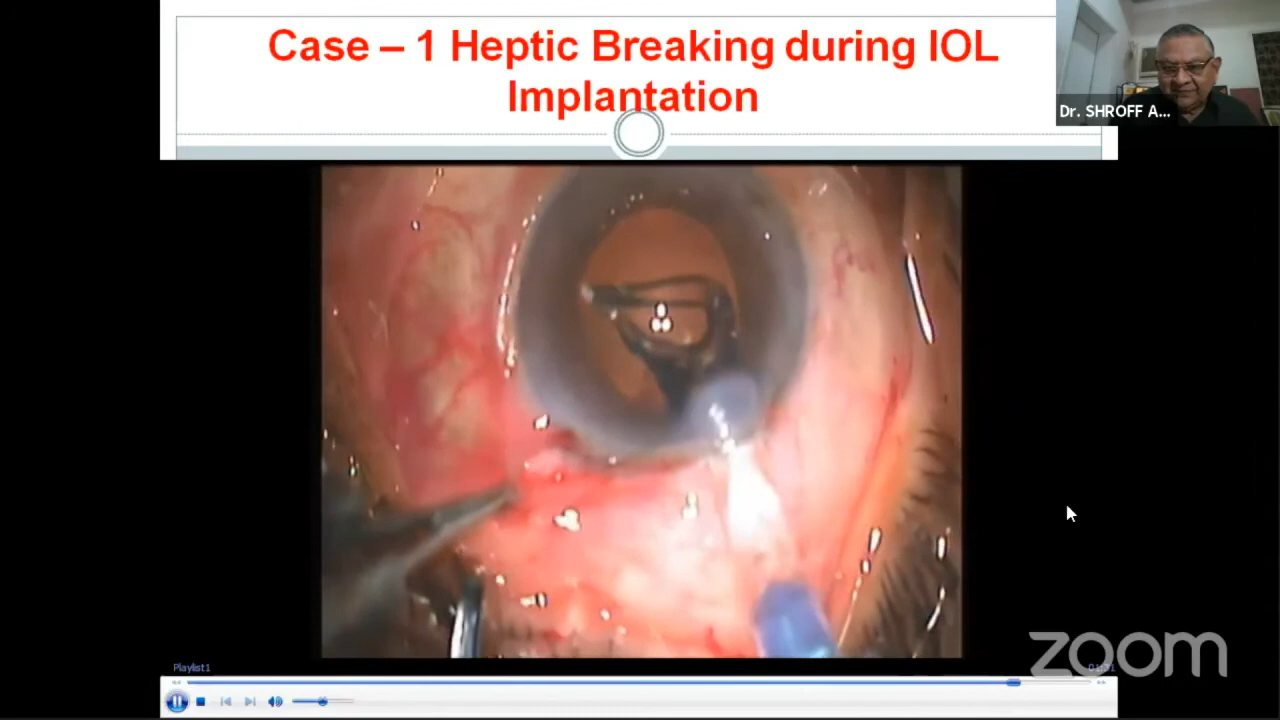 Case – 1 Heptic Breaking during IOL
Implantation
Dr. SHROFF A...
zoom
Playlist1